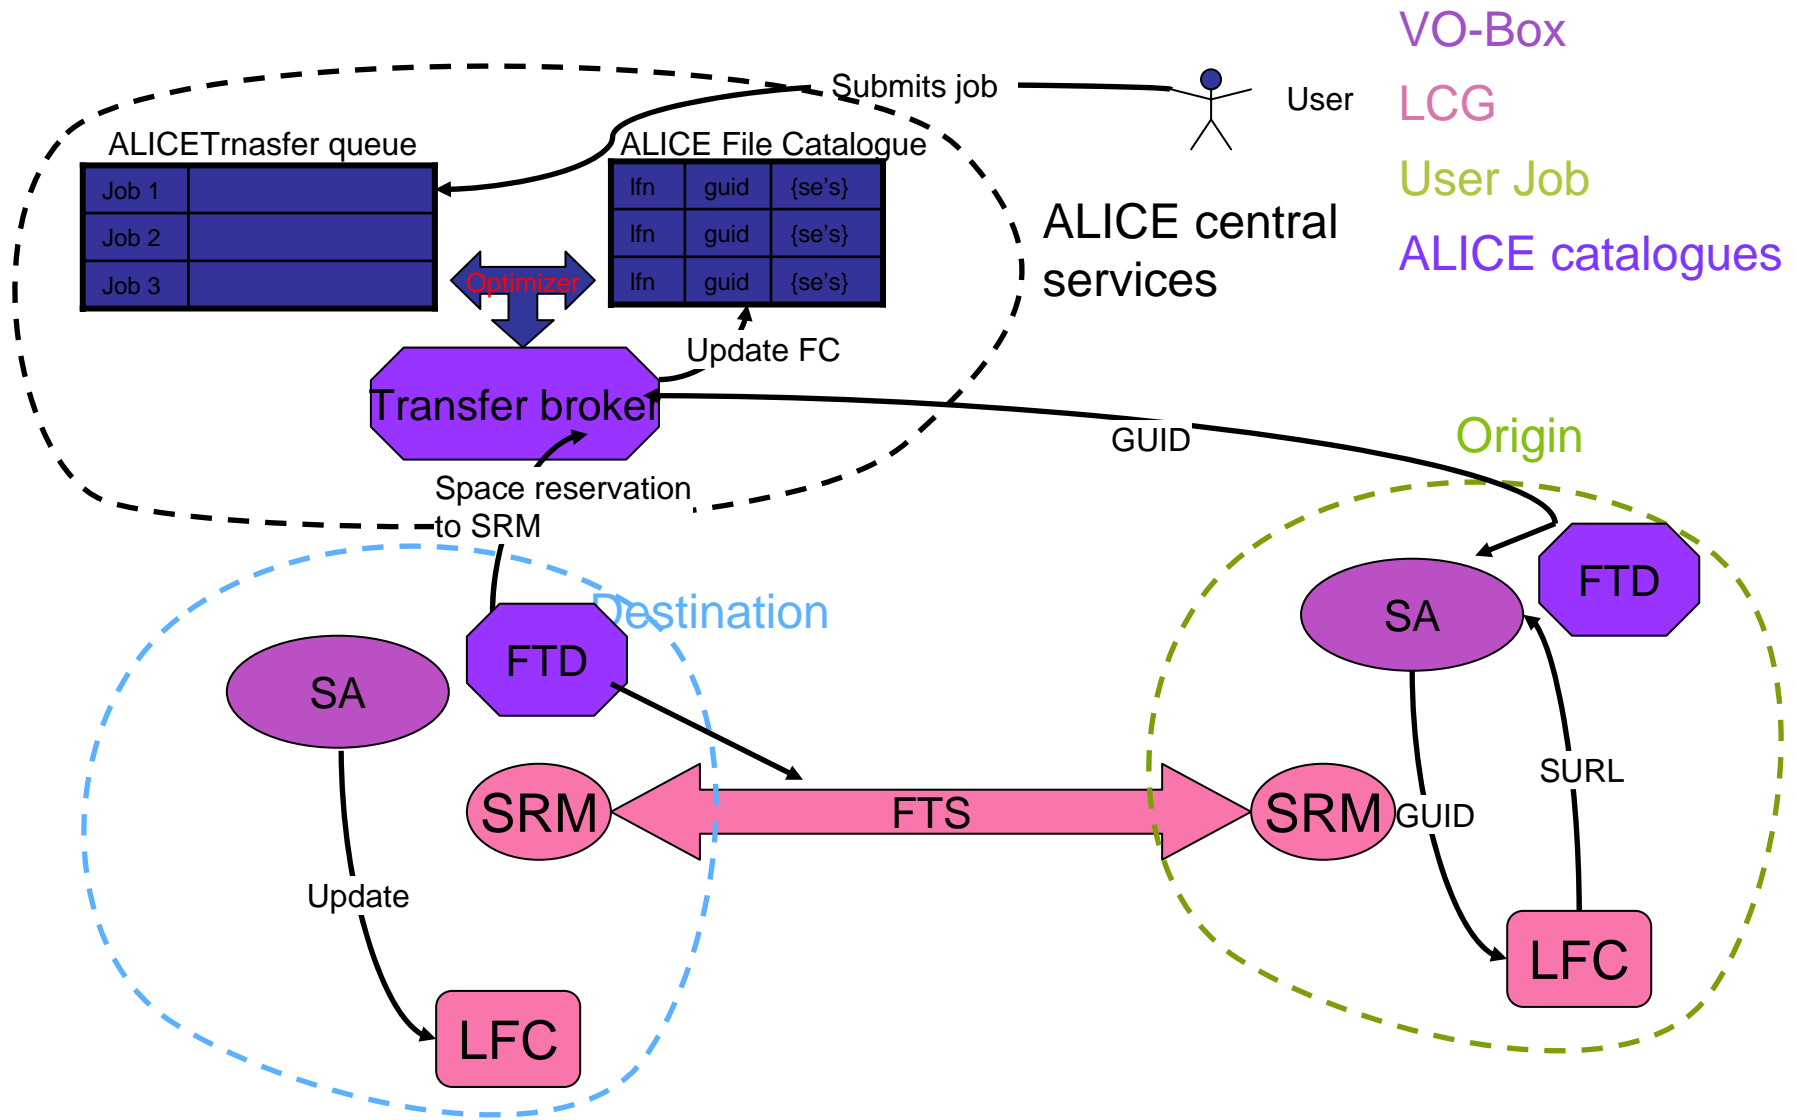 VO-Box
LCG
User Job
ALICE catalogues
Submits job
User
ALICETrnasfer queue
ALICE File Catalogue
Job 1
Job 2
Job 3
lfn guid {se's}
lfn guid {se's}
lfn guid {se's}
ALICE central
services
Optimizer
Update FC
Transfer broker
GUID
Origin
Space reservation
to SRM
Destination
FTD
SA
FTD
SA
SRM
FTS
SRM
GUID
SURL
Update
LFC
LFC